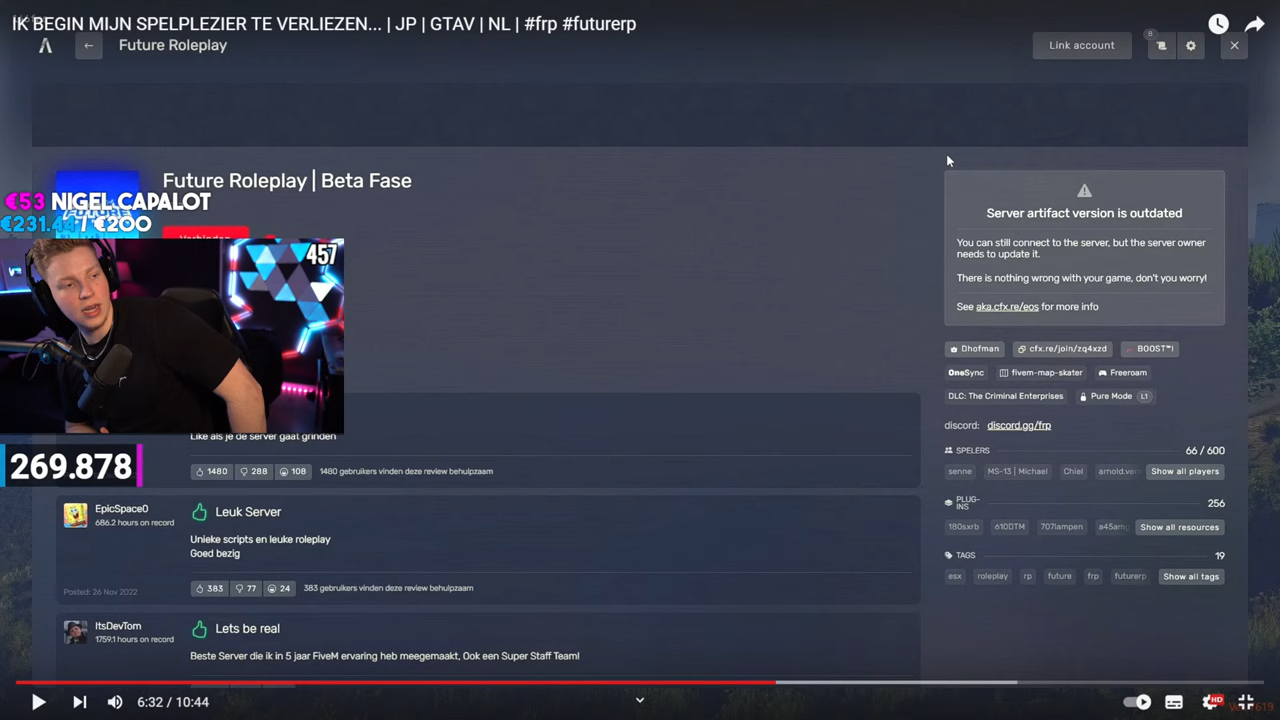 IK BEGIN MIJN SPELPLEZIER TE VERLIEZEN... | JP | GTAV | NL | #frp #futurerp
Future Roleplay
Link account
8
Future Roleplay | Beta Fase
€53 NIGEL CAPALOT
€231.44 / €200
FUTURE
Verbinden
457
269.878
Like als je de server gaat grinden
1480 288 108 1480 gebruikers vinden deze review behulpzaam
EpicSpace0
686.2 hours on record
Leuk Server
Unieke scripts en leuke roleplay
Goed bezig
Posted: 26 Nov 2022
383 77 24 383 gebruikers vinden deze review behulpzaam
ItsDevTom
1759.1 hours on record
Lets be real
Beste Server die ik in 5 jaar FiveM ervaring heb meegemaakt, Ook een Super Staff Team!
Server artifact version is outdated
You can still connect to the server, but the server owner
needs to update it.
There is nothing wrong with your game, don't you worry!
See aka.cfx.re/eos for more info
Dhofman cfx.re/join/zq4xzd BOOST™!
OneSync fivem-map-skater Freeroam
DLC: The Criminal Enterprises Pure Mode L1
discord: discord.gg/frp
SPELERS 66 / 600
senne MS-13 | Michael Chiel arnold.ver Show all players
PLUG-
INS
256
180sxrb 610DTM 707lampen a45am Show all resources
TAGS 19
esx roleplay rp future frp futurerp Show all tags
6:32 / 10:44
HD